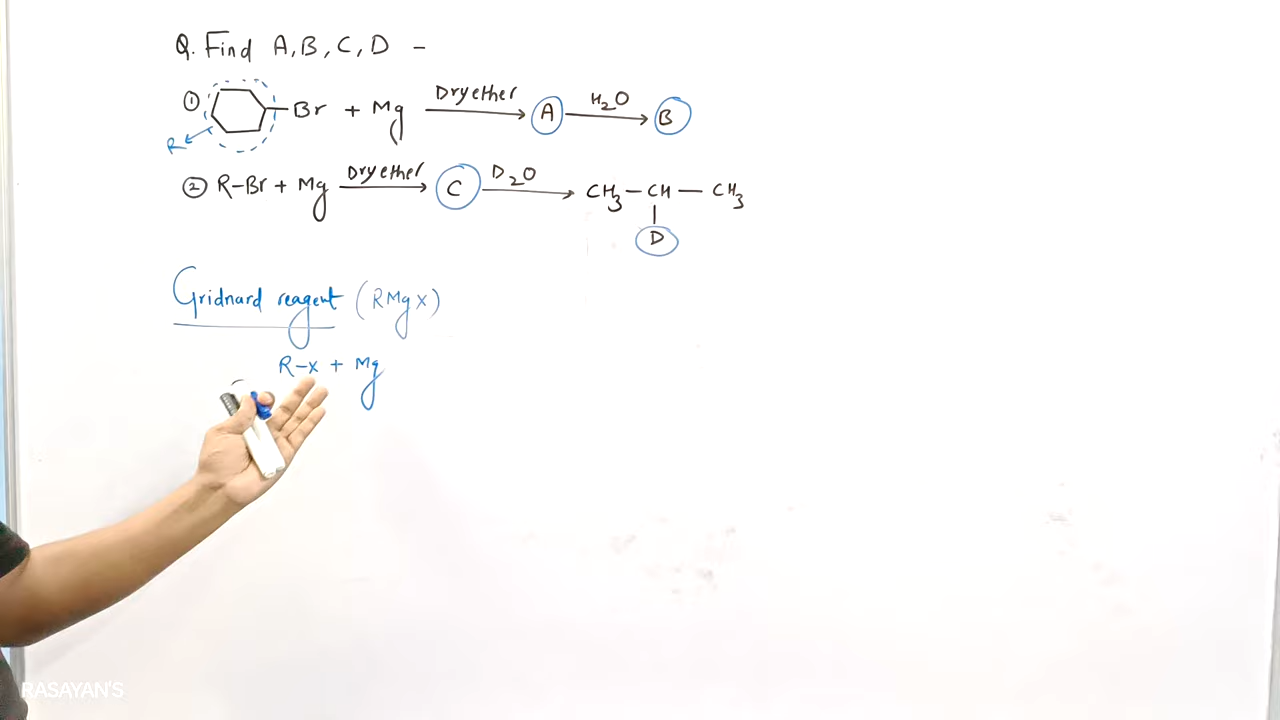 Q. Find A, B, C, D -
① Br + Mg Dry ether A H2O B
R
② R-Br + Mg Dry ether C D2O CH3-CH-CH3
D
Gridnard reagent (RMgX)
R-X + Mg
RASAYAN'S